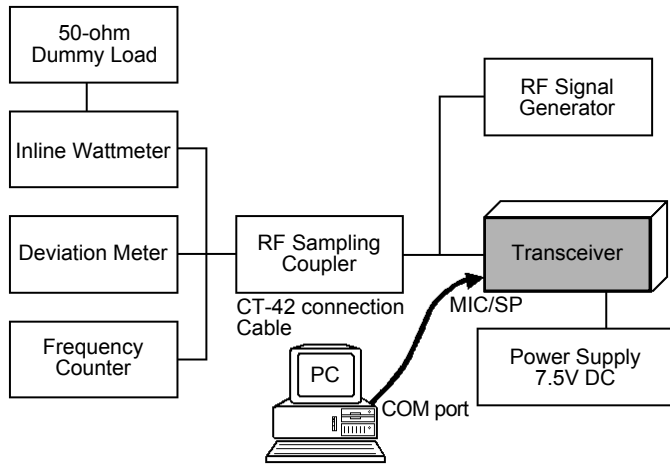 50-ohm
Dummy Load
RF Signal
Generator
Inline Wattmeter
Deviation Meter
RF Sampling
Coupler
Transceiver
CT-42 connection
Cable
MIC/SP
Frequency
Counter
PC
COM port
Power Supply
7.5V DC